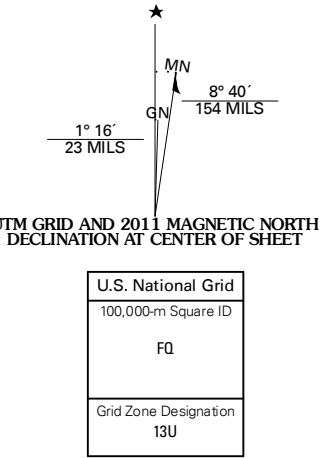 ★
MN
GN
8° 40´
154 MILS
1° 16´
23 MILS
UTM GRID AND 2011 MAGNETIC NORTH
DECLINATION AT CENTER OF SHEET
U.S. National Grid
100,000-m Square ID
FQ
Grid Zone Designation
13U